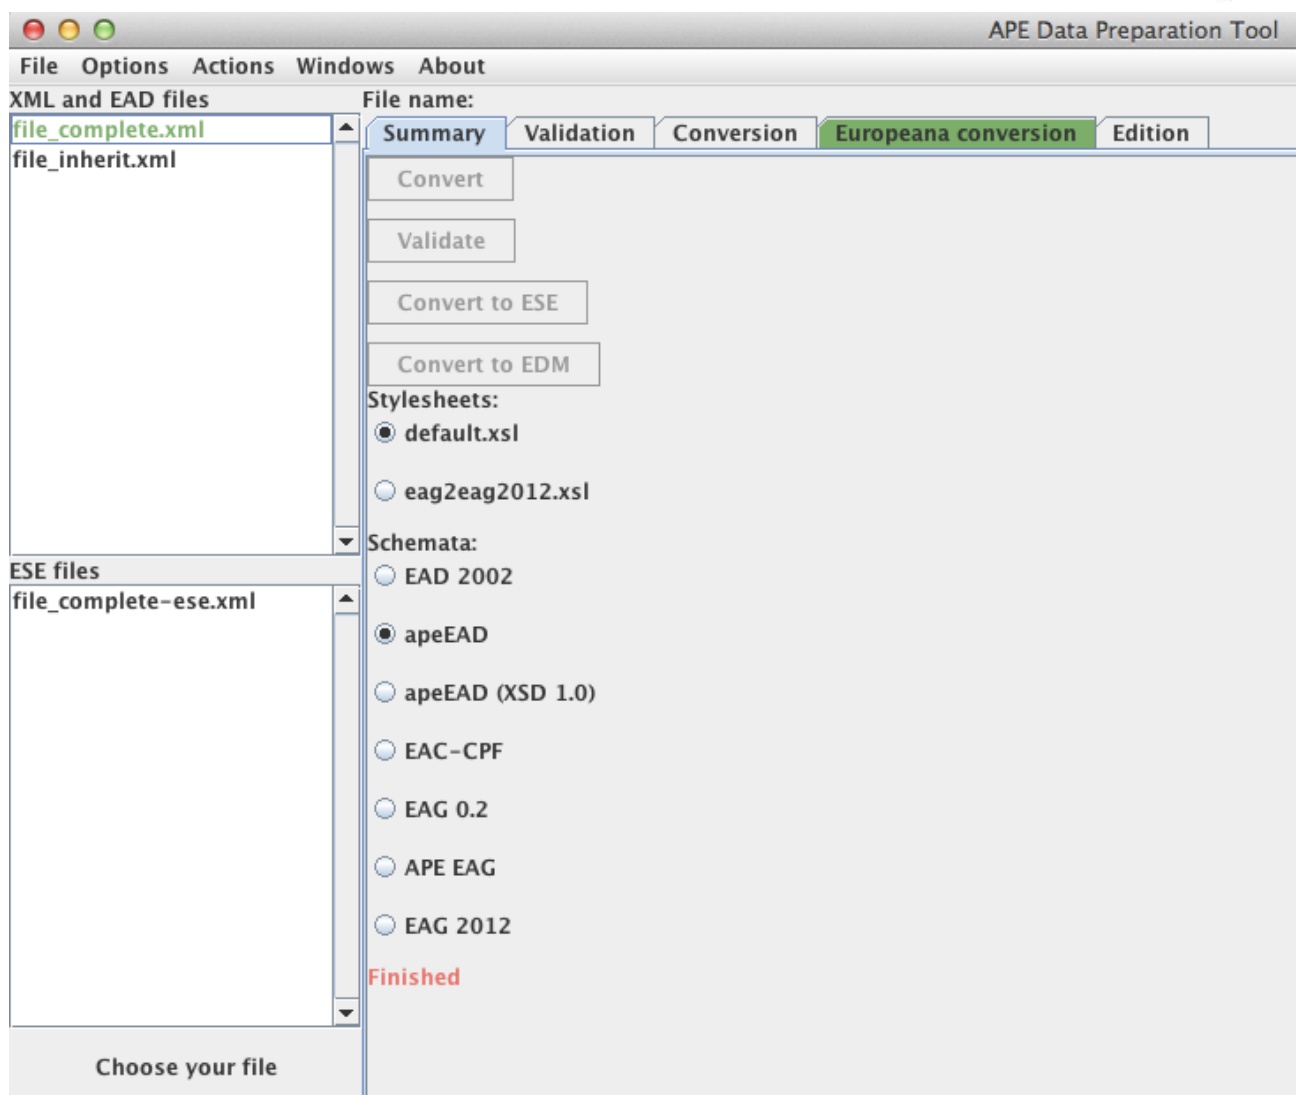 APE Data Preparation Tool
File Options Actions Windows About
XML and EAD files
file_complete.xml
file_inherit.xml
File name:
Summary Validation Conversion Europeana conversion Edition
Convert
Validate
Convert to ESE
Convert to EDM
Stylesheets:
default.xsl
eag2eag2012.xsl
Schemata:
EAD 2002
apeEAD
apeEAD (XSD 1.0)
EAC-CPF
EAG 0.2
APE EAG
EAG 2012
Finished
ESE files
file_complete-ese.xml
Choose your file